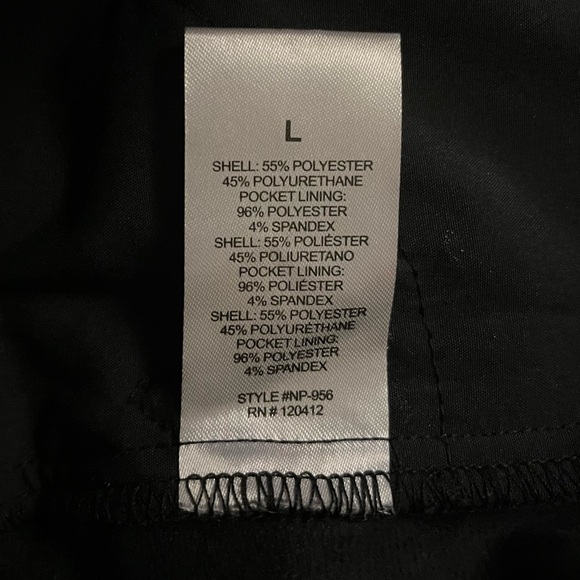 L
SHELL: 55% POLYESTER
45% POLYURETHANE
POCKET LINING:
96% POLYESTER
4% SPANDEX
SHELL: 55% POLIÉSTER
45% POLIURETANO
POCKET LINING:
96% POLIÉSTER
4% SPANDEX
SHELL: 55% POLYESTER
45% POLYURÉTHANE
POCKET LINING:
96% POLYESTER
4% SPANDEX
STYLE #NP-956
RN # 120412